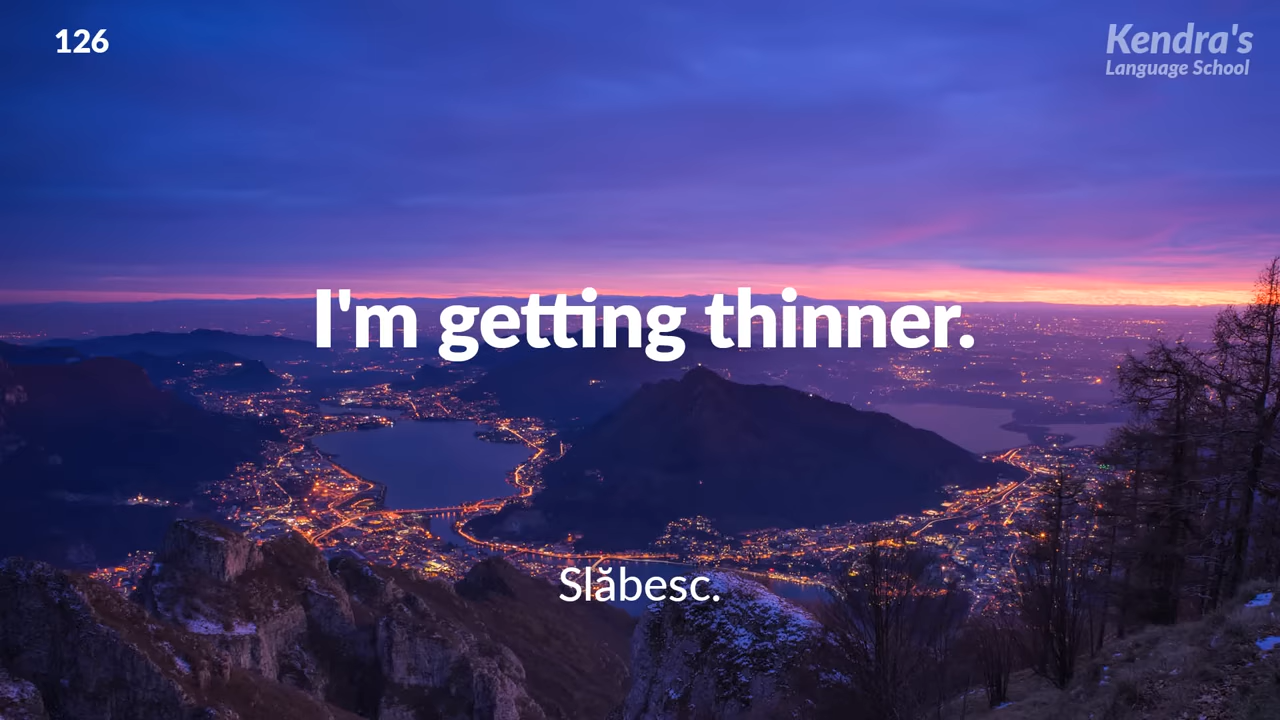 126
Kendra's
Language School
I'm getting thinner.
Slăbesc.